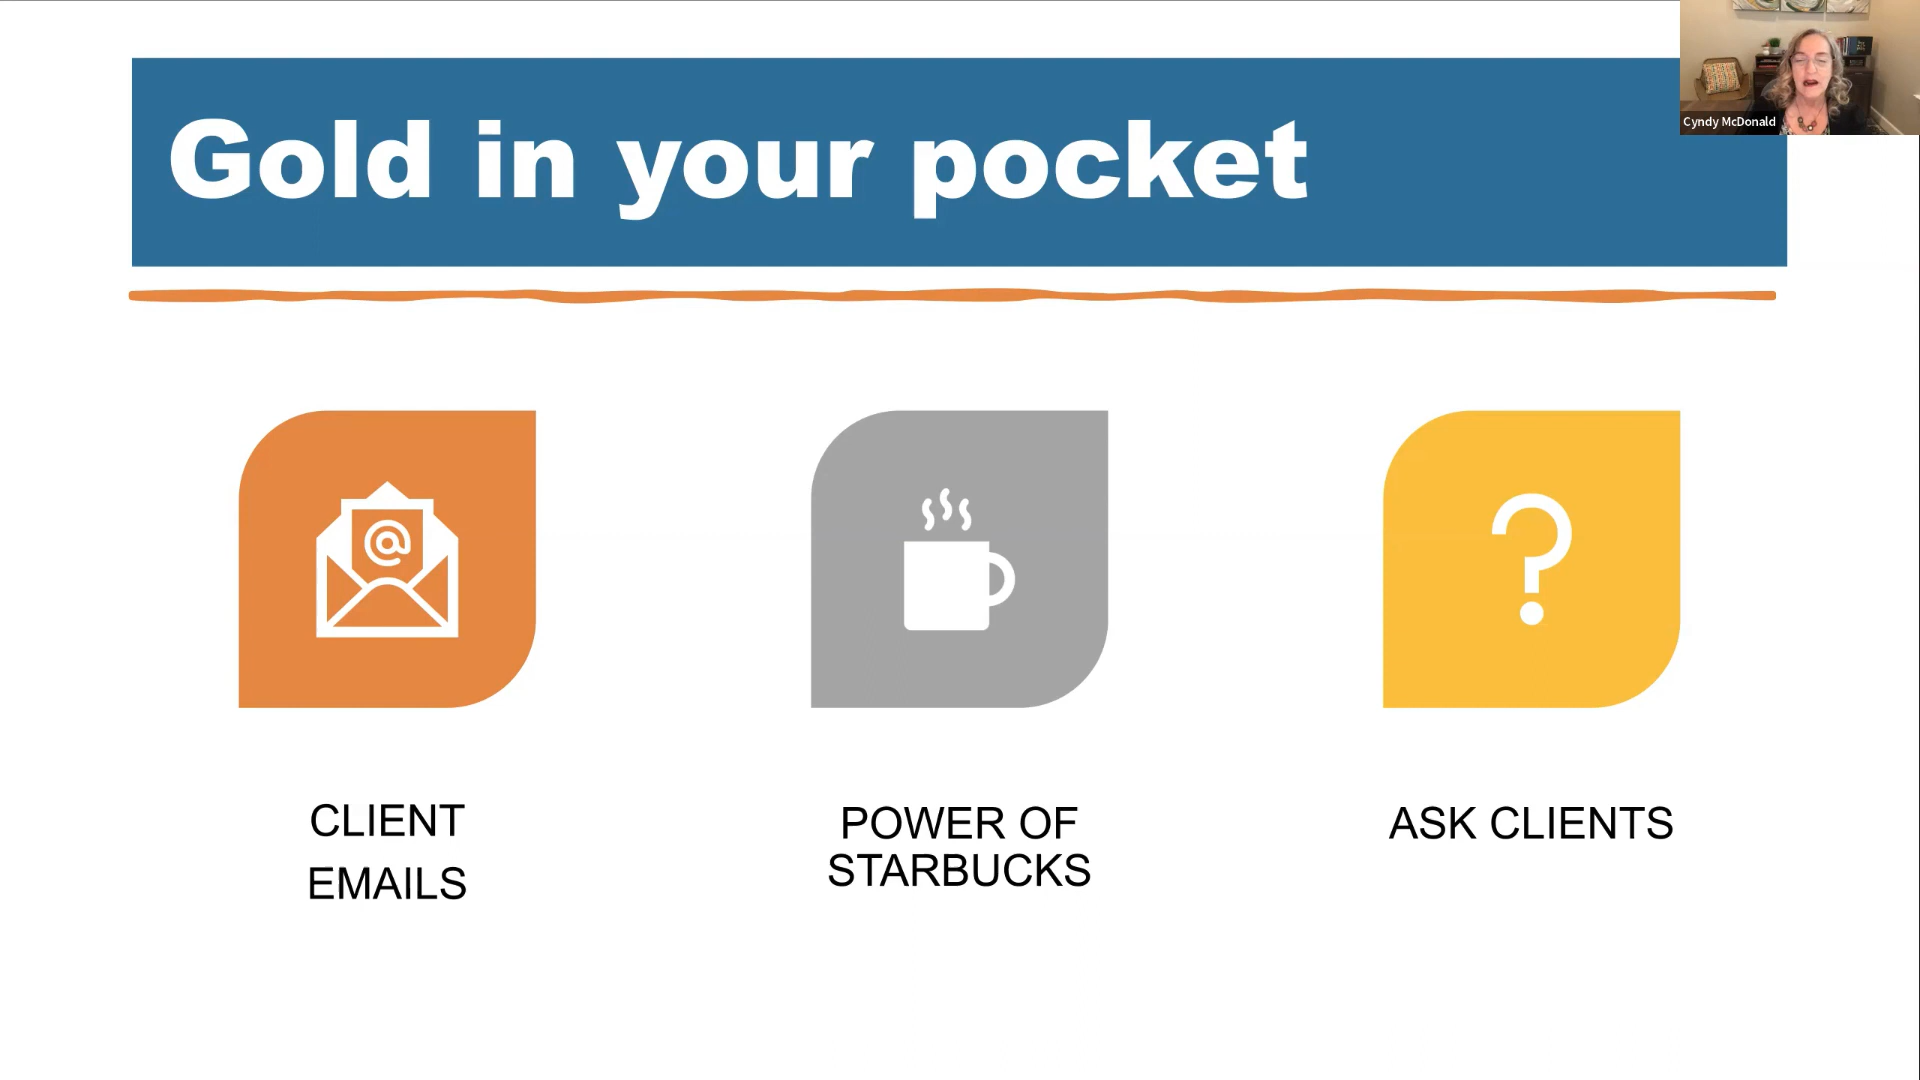 Gold in your pocket
Cyndy McDonald
@
CLIENT
EMAILS
POWER OF
STARBUCKS
ASK CLIENTS